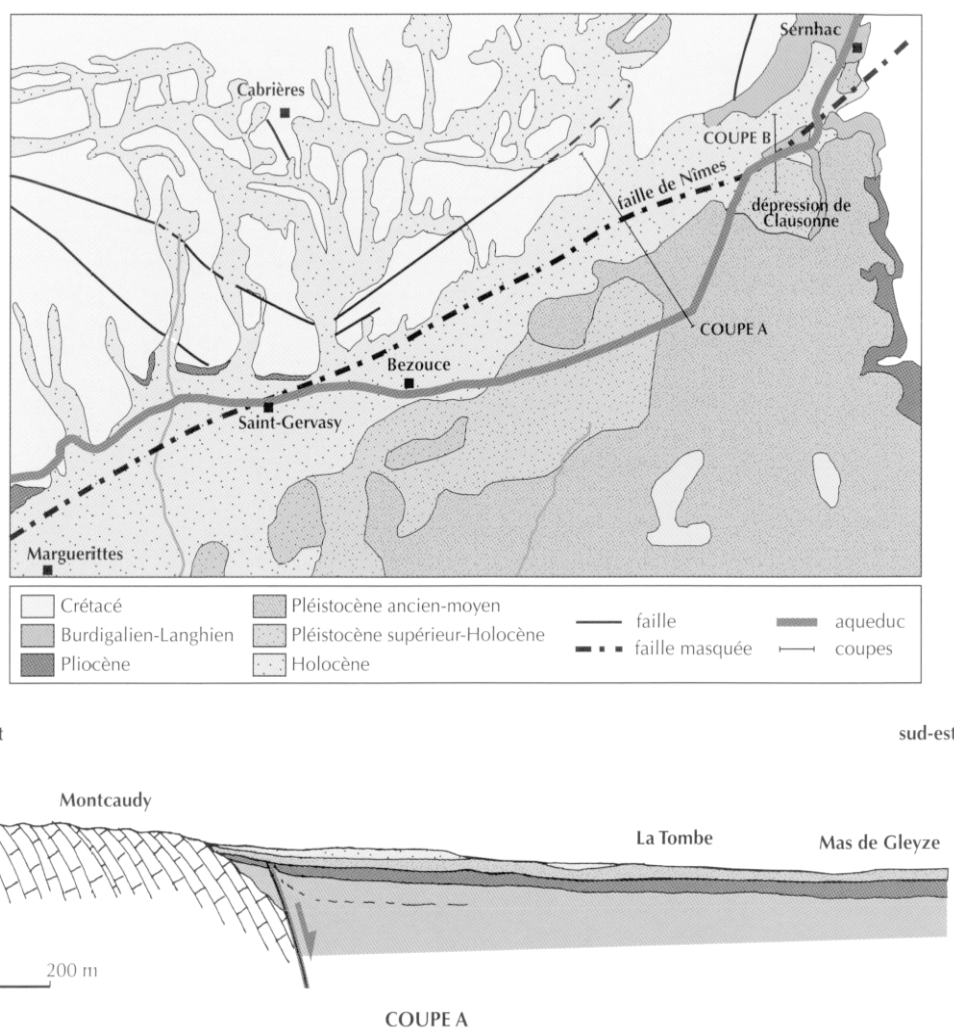 Sernhac
Cabrières
COUPE B
faille de Nîmes
dépression de
Clausonne
COUPE A
Bezouce
Saint-Gervasy
Marguerittes
Crétacé
Burdigalien-Langhien
Pliocène
Pléistocène ancien-moyen
Pléistocène supérieur-Holocène
Holocène
faille
faille masquée
aqueduc
coupes
t
sud-est
Montcaudy
La Tombe
Mas de Gleyze
200 m
COUPE A